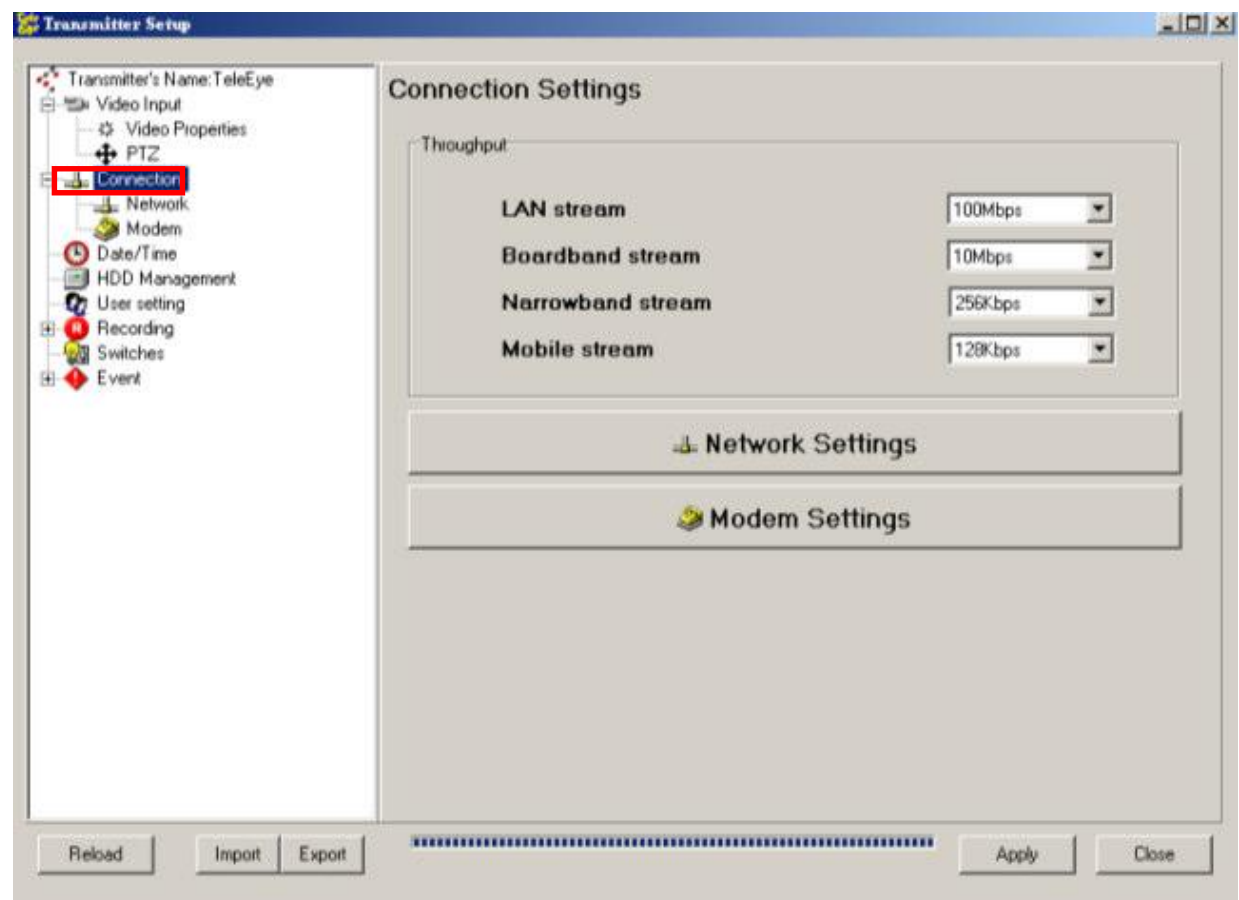 Transmitter Setup
Transmitter's Name:TeleEye
Video Input
Video Properties
PTZ
Connection
Network
Modem
Date/Time
HDD Management
User setting
Recording
Switches
Event
Connection Settings
Throughput
LAN stream 100Mbps
Boardband stream 10Mbps
Narrowband stream 256Kbps
Mobile stream 128Kbps
Network Settings
Modem Settings
Reload Import Export Apply Close